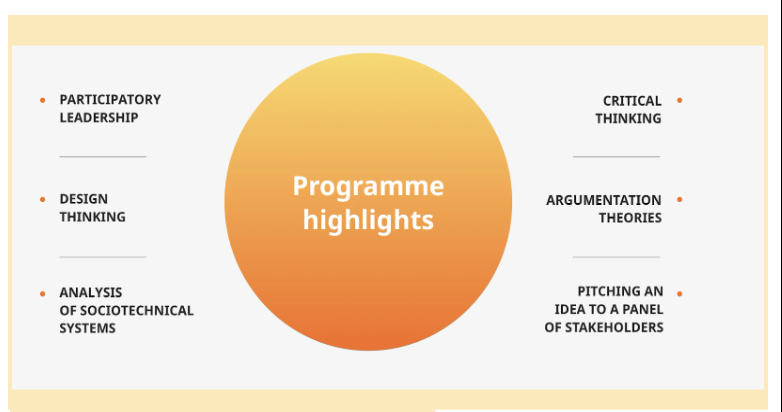 PARTICIPATORY
LEADERSHIP
DESIGN
THINKING
ANALYSIS
OF SOCIOTECHNICAL
SYSTEMS
Programme
highlights
CRITICAL
THINKING
ARGUMENTATION
THEORIES
PITCHING AN
IDEA TO A PANEL
OF STAKEHOLDERS